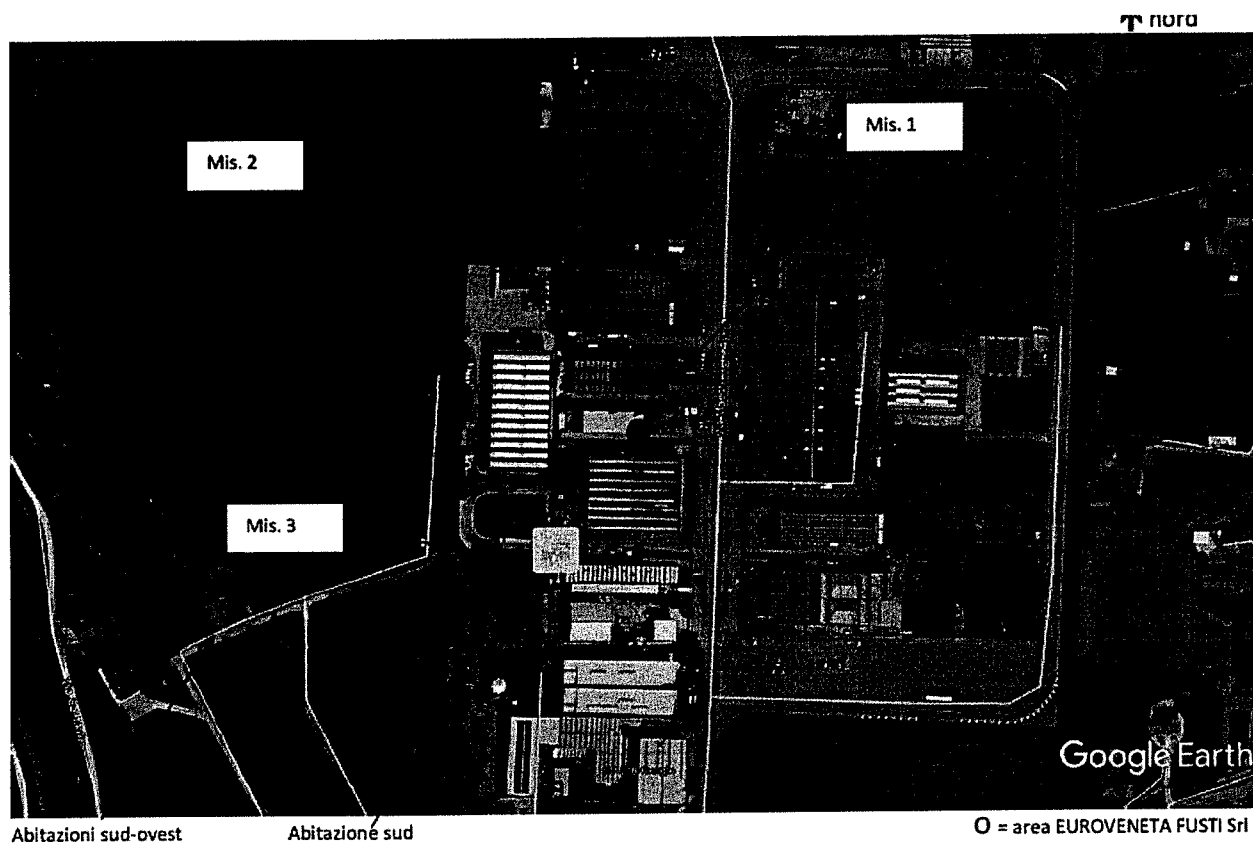 nord
Mis. 1
Mis. 2
Mis. 3
Google Earth
Abitazioni sud-ovest
Abitazione sud
O = area EUROVENETA FUSTI Srl